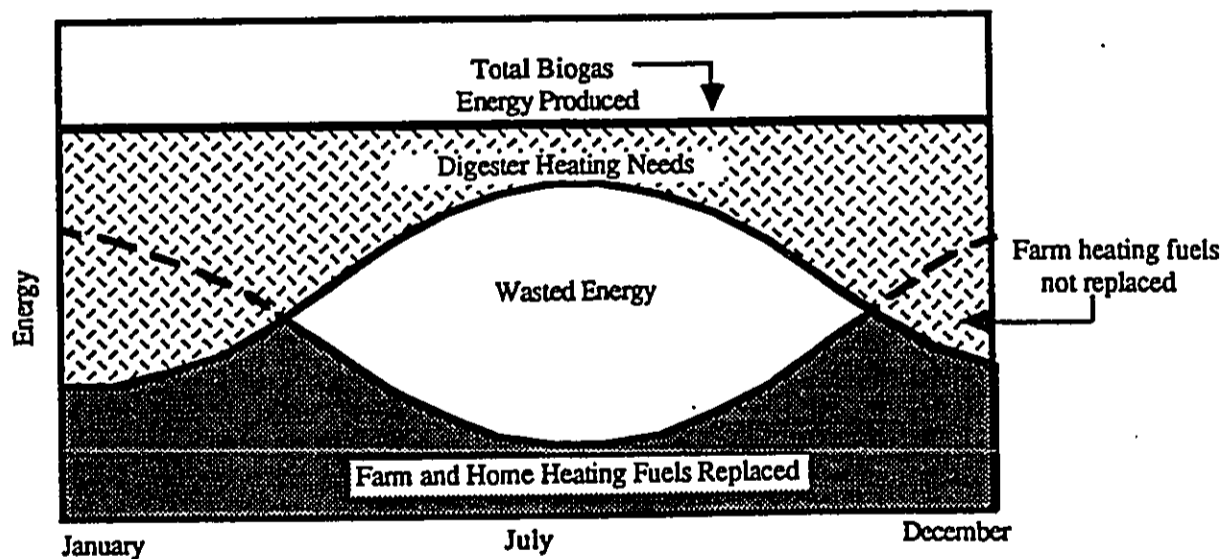 Total Biogas
Energy Produced
Digester Heating Needs
Farm heating fuels
not replaced
Wasted Energy
Energy
Farm and Home Heating Fuels Replaced
January
July
December